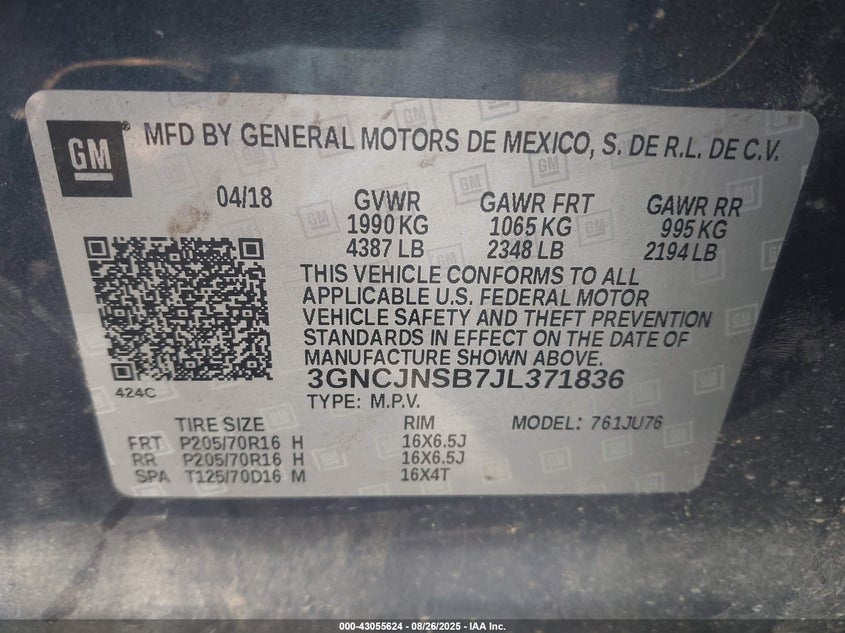 GM
MFD BY GENERAL MOTORS DE MEXICO, S. DE R.L. DE C.V.
04/18 GVWR GAWR FRT GAWR RR
1990 KG 1065 KG 995 KG
4387 LB 2348 LB 2194 LB
THIS VEHICLE CONFORMS TO ALL
APPLICABLE U.S. FEDERAL MOTOR
VEHICLE SAFETY AND THEFT PREVENTION
STANDARDS IN EFFECT ON THE DATE OF
MANUFACTURE SHOWN ABOVE.
3GNCJNSB7JL371836
424C
TYPE: M.P.V.
TIRE SIZE RIM MODEL: 761JU76
FRT P205/70R16 H 16X6.5J
RR P205/70R16 H 16X6.5J
SPA T125/70D16 M 16X4T
000-43055624 - 08/26/2025 - IAA Inc.